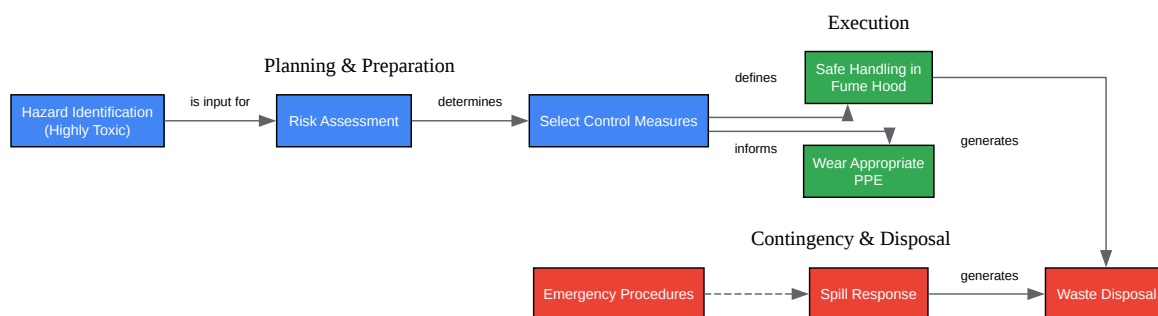 Execution
Planning & Preparation
Hazard Identification
(Highly Toxic)
is input for
Risk Assessment
determines
Select Control Measures
defines
Safe Handling in
Fume Hood
informs
Wear Appropriate
PPE
generates
Contingency & Disposal
Emergency Procedures
Spill Response
generates
Waste Disposal